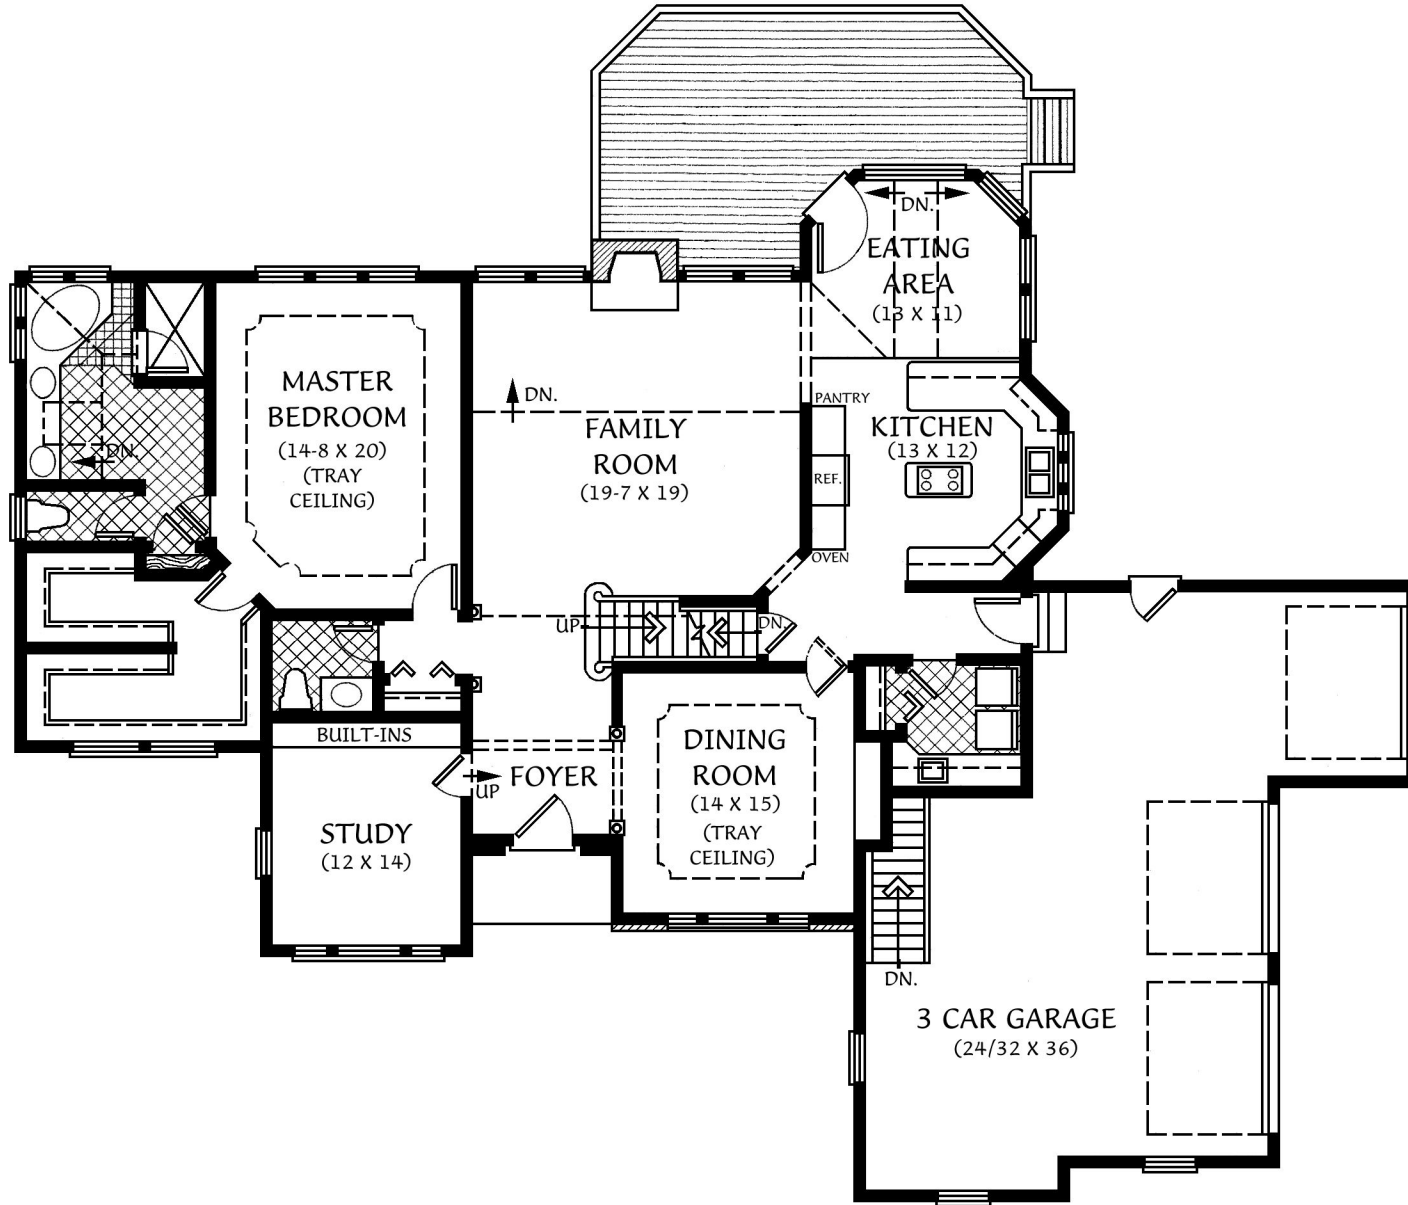 DN.
EATING
AREA
(13 X 11)
MASTER
BEDROOM
(14-8 X 20)
(TRAY
CEILING)
DN.
DN.
FAMILY
ROOM
(19-7 X 19)
PANTRY
KITCHEN
(13 X 12)
REF.
OVEN
UP
DN.
BUILT-INS
FOYER
UP
STUDY
(12 X 14)
DINING
ROOM
(14 X 15)
(TRAY
CEILING)
DN.
3 CAR GARAGE
(24/32 X 36)